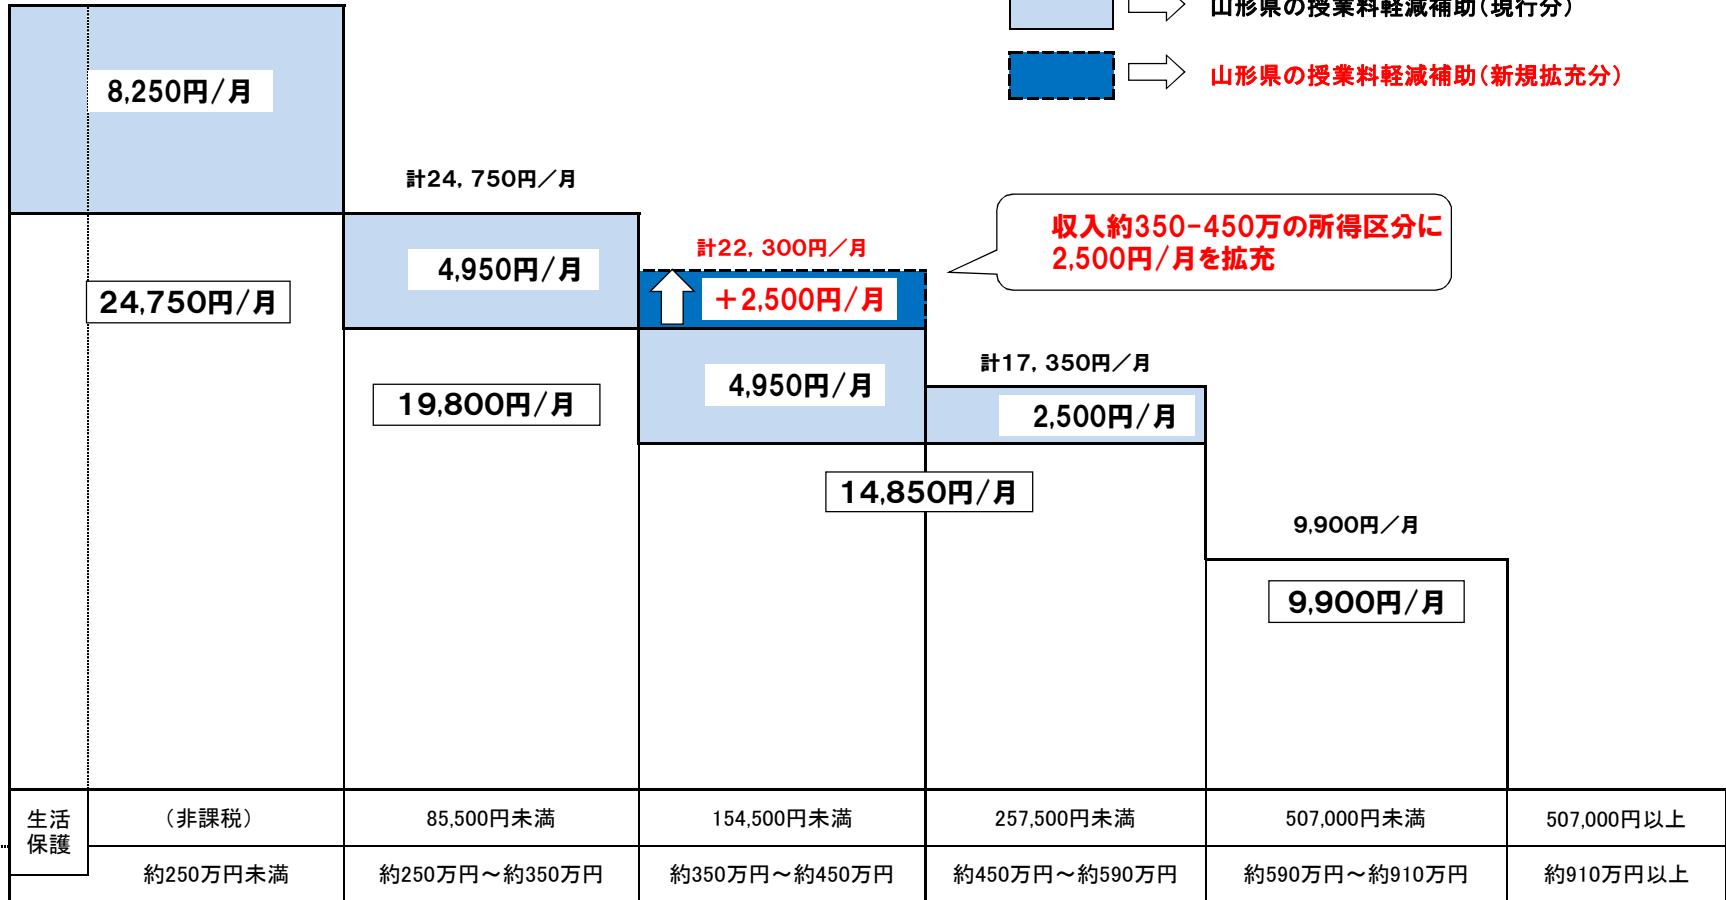 山形県の授業料軽減補助(現行分)
山形県の授業料軽減補助(新規拡充分)
8,250円/月
計24,750円/月
収入約350-450万の所得区分に
2,500円/月を拡充
計22,300円/月
4,950円/月
24,750円/月
+2,500円/月
計17,350円/月
4,950円/月
19,800円/月
2,500円/月
14,850円/月
9,900円/月
9,900円/月
生活
保護
(非課税)
85,500円未満
154,500円未満
257,500円未満
507,000円未満
507,000円以上
約250万円未満
約250万円~約350万円
約350万円~約450万円
約450万円~約590万円
約590万円~約910万円
約910万円以上